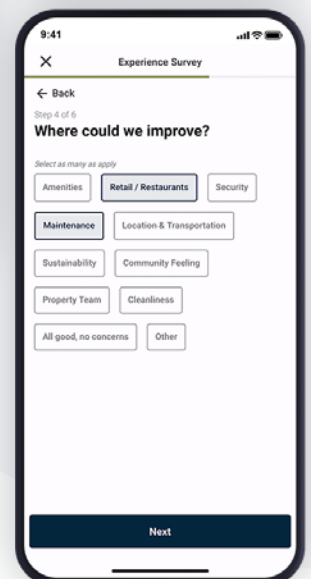 9:41
Experience Survey
Back
Step 4 of 6
Where could we improve?
Select as many as apply
Amenities Retail / Restaurants Security
Maintenance Location & Transportation
Sustainability Community Feeling
Property Team Cleanliness
All good, no concerns Other
Next